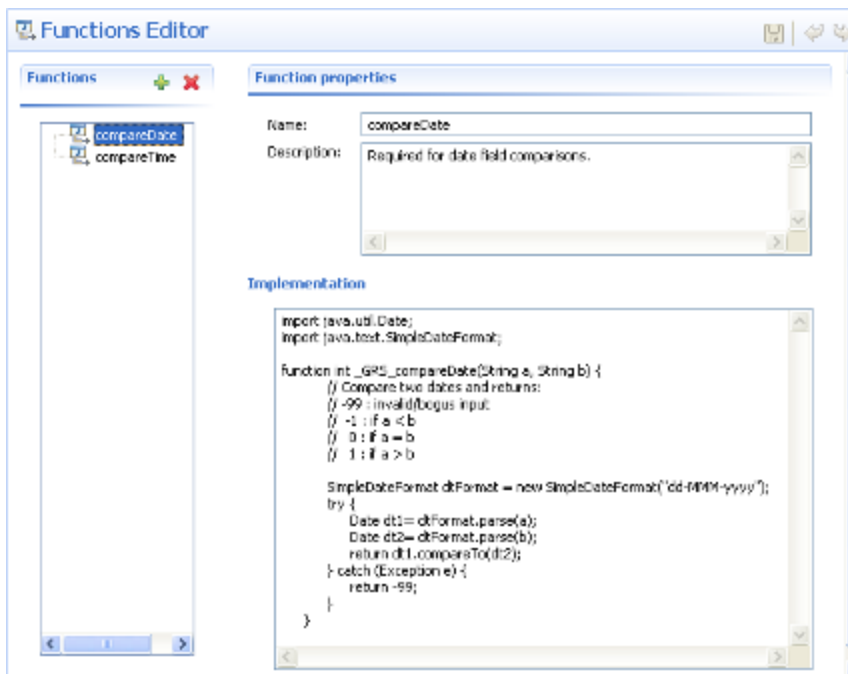 Functions Editor
Functions
Function properties
compareDate
compareTime
Name:
compareDate
Description:
Required for date field comparisons.
Implementation
import java.util.Date;
import java.text.SimpleDateFormat;
function int _GRS_compareDate(String a, String b) {
// Compare two dates and returns:
// -99 : invalid/bogus input
// -1 : if a < b
// 0 : if a = b
// 1 : if a > b
SimpleDateFormat dtFormat = new SimpleDateFormat("dd-MMM-yyyy");
try {
Date dt1= dtFormat.parse(a);
Date dt2= dtFormat.parse(b);
return dt1.compareTo(dt2);
} catch (Exception e) {
return -99;
}
}